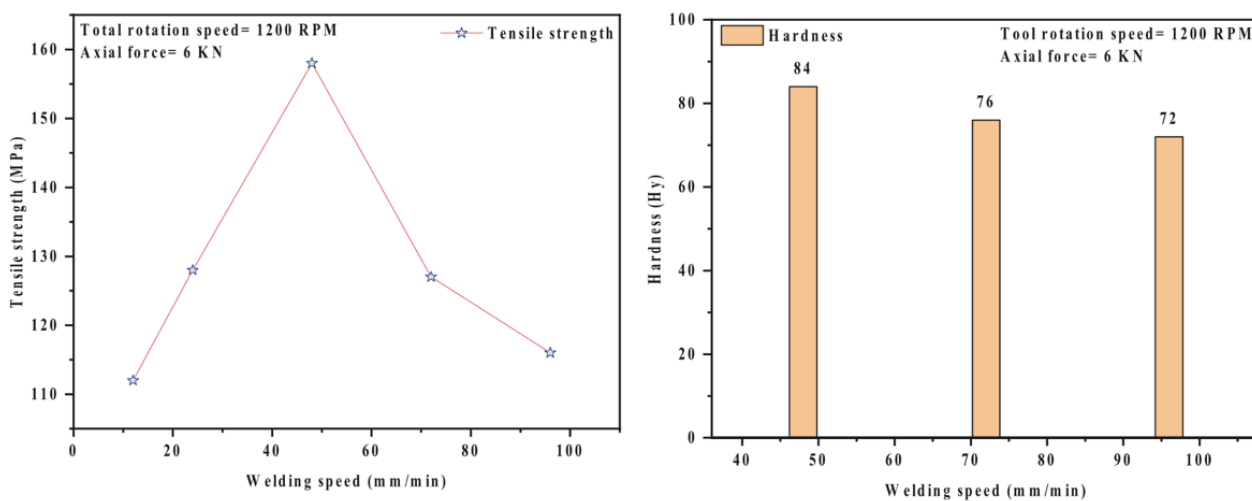 Total rotation speed= 1200 RPM
Axial force= 6 KN
Tensile strength
160
150
140
130
120
110
Tensile strength (MPa)
0 20 40 60 80 100
Welding speed (mm/min)
Hardness
Tool rotation speed= 1200 RPM
Axial force= 6 KN
84
76
72
100
80
60
40
20
0
Hardness (Hy)
40 50 60 70 80 90 100
Welding speed (mm/min)